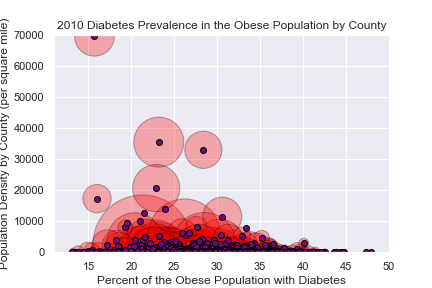 2010 Diabetes Prevalence in the Obese Population by County
Population Density by County (per square mile)
70000
60000
50000
40000
30000
20000
10000
0
15 20 25 30 35 40 45 50
Percent of the Obese Population with Diabetes